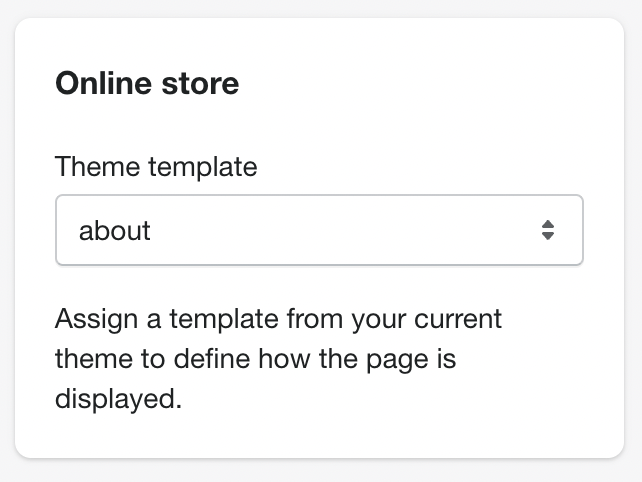 Online store
Theme template
about
Assign a template from your current
theme to define how the page is
displayed.